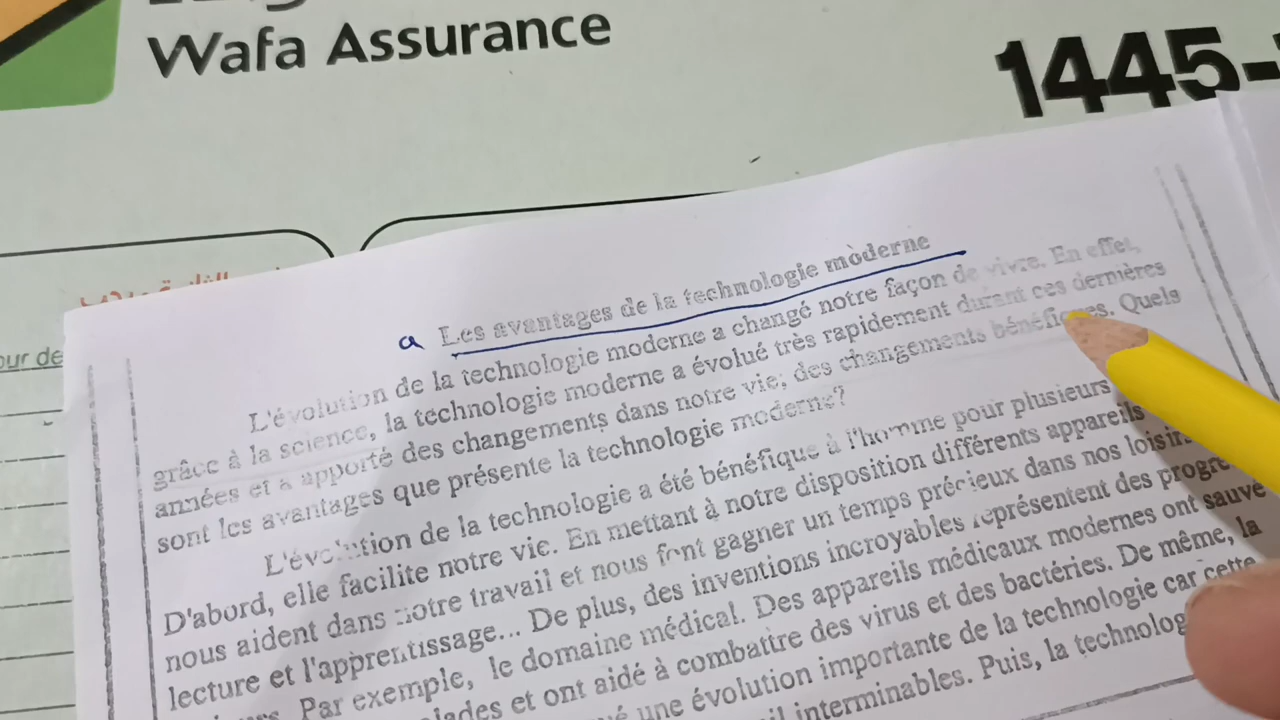 Wafa Assurance
1445-
our de
a Les avantages de la technologie moderne
L'évolution de la technologie moderne a changé notre façon de vivre. En effet,
grâce à la science, la technologie moderne a évolué très rapidement durant ces dernières
années et a apporté des changements dans notre vie; des changements bénéfiques. Quels
sont les avantages que présente la technologie moderne?
L'évolution de la technologie a été bénéfique à l'homme pour plusieurs
D'abord, elle facilite notre vie. En mettant à notre disposition différents appareils
nous aident dans notre travail et nous font gagner un temps précieux dans nos loisirs
lecture et l'apprentissage... De plus, des inventions incroyables représentent des progrè
Par exemple, le domaine médical. Des appareils médicaux modernes ont sauvé
lades et ont aidé à combattre des virus et des bactéries. De même, la
une évolution importante de la technologie car cette
interminables. Puis, la technolog